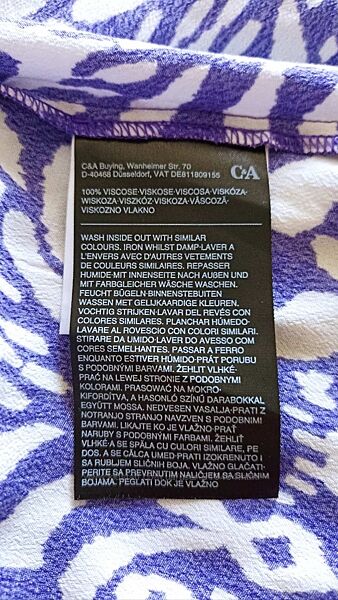 C&A Buying, Wanheimer Str. 70
D-40468 Düsseldorf, VAT DE811809155
C&A
100% VISCOSE-VISKOSE-VISCOSA-VISKÓZA-
WISKOZA-VISZKÓZ-VISKOZA-VÂSCOZĂ-
VISKOZNO VLAKNO
WASH INSIDE OUT WITH SIMILAR
COLOURS. IRON WHILST DAMP-LAVER A
L'ENVERS AVEC D'AUTRES VETEMENTS
DE COULEURS SIMILAIRES. REPASSER
HUMIDE-MIT INNENSEITE NACH AUßEN UND
MIT FARBGLEICHER WÄSCHE WASCHEN.
FEUCHT BÜGELN-BINNENSTEBUITEN
WASSEN MET GELIJKAARDIGE KLEUREN.
VOCHTIG STRIJKEN-LAVAR DEL REVÉS CON
COLORES SIMILARES. PLANCHAR HÚMEDO-
LAVARE AL ROVESCIO CON COLORI SIMILARI.
STIRARE DA UMIDO-LAVER DO AVESSO COM
CORES SEMELHANTES. PASSAR A FERRO
ENQUANTO ESTIVER HÚMIDO-PRÁT PORUBU
S PODOBNÝMI BARVAMI. ŽEHLIT VLHKÉ-
PRAĆ NA LEWEJ STRONIE Z PODOBNYMI
KOLORAMI. PRASOWAĆ NA MOKRO-
KIFORDÍTVA, A HASONLÓ SZÍNŰ DARABOKKAL
EGYÜTT MOSSA. NEDVESEN VASALJA-PRATI Z
NOTRANJO STRANJO NAVZVEN S PODOBNIMI
BARVAMI. LIKAJTE KO JE VLAŽNO-PRAŤ
NARUBY S PODOBNÝMI FARBAMI. ŽEHLIŤ
VLHKÉ-A SE SPĂLA CU CULORI SIMILARE, PE
DOS. A SE CĂLCA UMED-PRATI IZOKRENUTO I
SA RUBLJEM SLIČNIH BOJA. VLAŽNO GLAČATI-
PERITE SA PREVRNUTIM NALIČJEM SA SLIČNIM
BOJAMA. PEGLATI DOK JE VLAŽNO